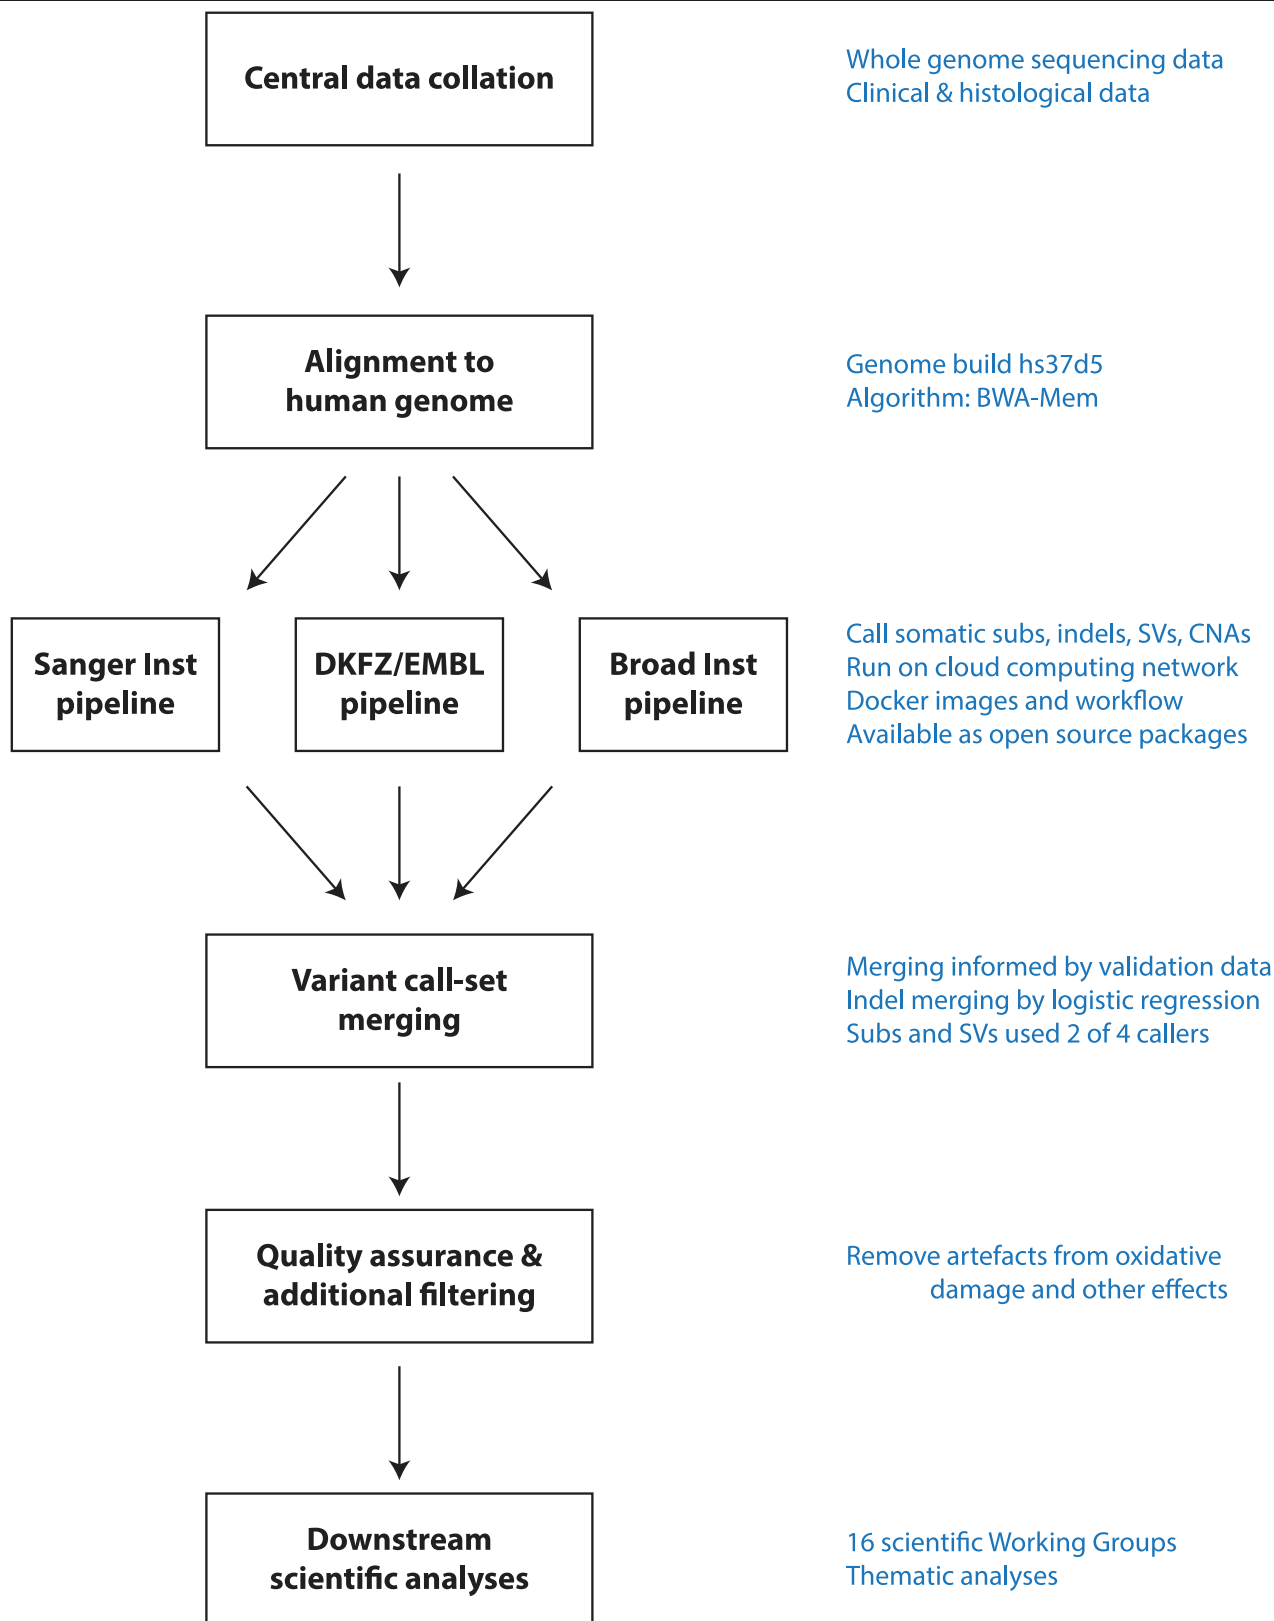 Central data collation
Whole genome sequencing data
Clinical & histological data
Alignment to
human genome
Genome build hs37d5
Algorithm: BWA-Mem
Sanger Inst
pipeline
DKFZ/EMBL
pipeline
Broad Inst
pipeline
Call somatic subs, indels, SVs, CNAs
Run on cloud computing network
Docker images and workflow
Available as open source packages
Variant call-set
merging
Merging informed by validation data
Indel merging by logistic regression
Subs and SVs used 2 of 4 callers
Quality assurance &
additional filtering
Remove artefacts from oxidative
damage and other effects
Downstream
scientific analyses
16 scientific Working Groups
Thematic analyses